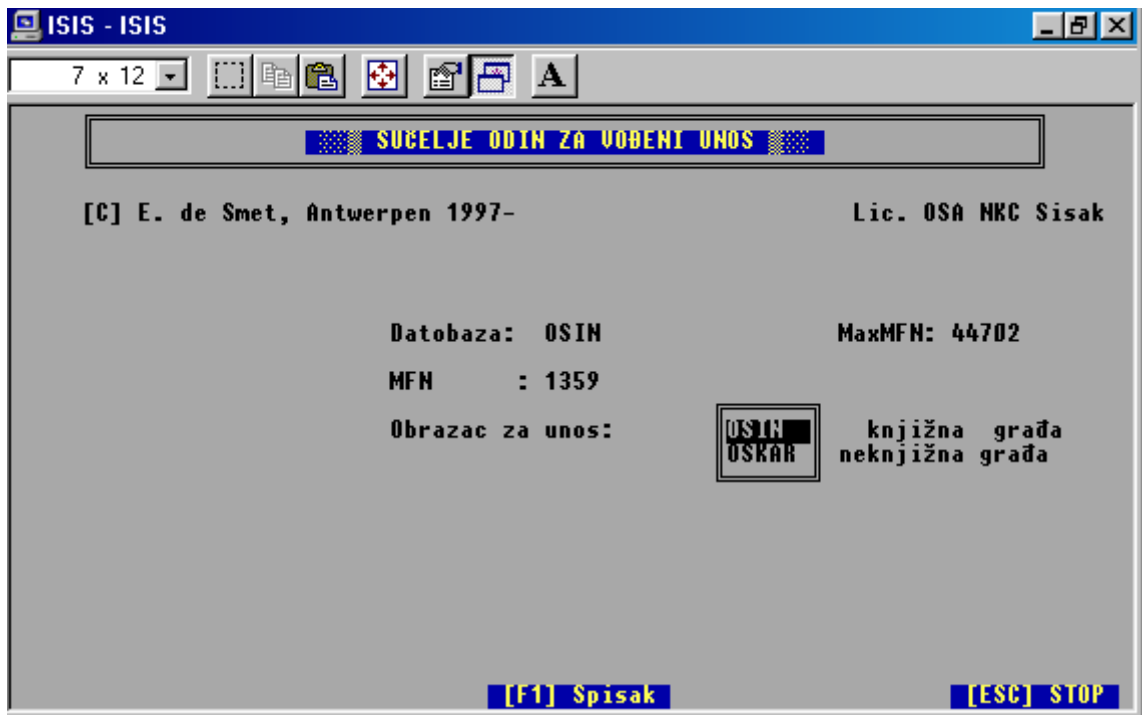 ISIS - ISIS
7 x 12
A
SUČELJE ODIN ZA VOĐENI UNOS
[C] E. de Smet, Antwerpen 1997- Lic. OSA NKC Sisak
Datobaza: OSIN MaxMFN: 44702
MFN : 1359
Obrazac za unos: OSIN knjižna građa
OSKAR neknjižna građa
[F1] Spisak [ESC] STOP